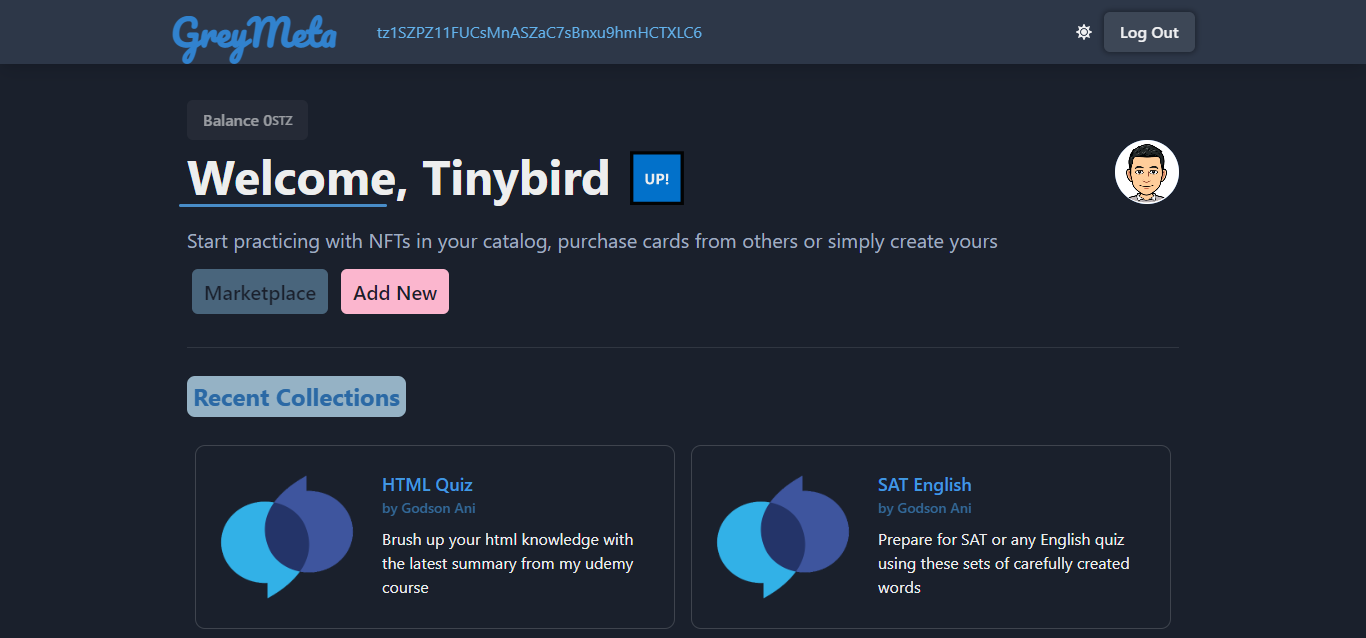 GreyMeta
tz1SZPZ11FUCsMnASZaC7sBnxu9hmHCTXLC6
Log Out
Balance 0STZ
Welcome, Tinybird
UP!
Start practicing with NFTs in your catalog, purchase cards from others or simply create yours
Marketplace
Add New
Recent Collections
HTML Quiz
by Godson Ani
Brush up your html knowledge with
the latest summary from my udemy
course
SAT English
by Godson Ani
Prepare for SAT or any English quiz
using these sets of carefully created
words